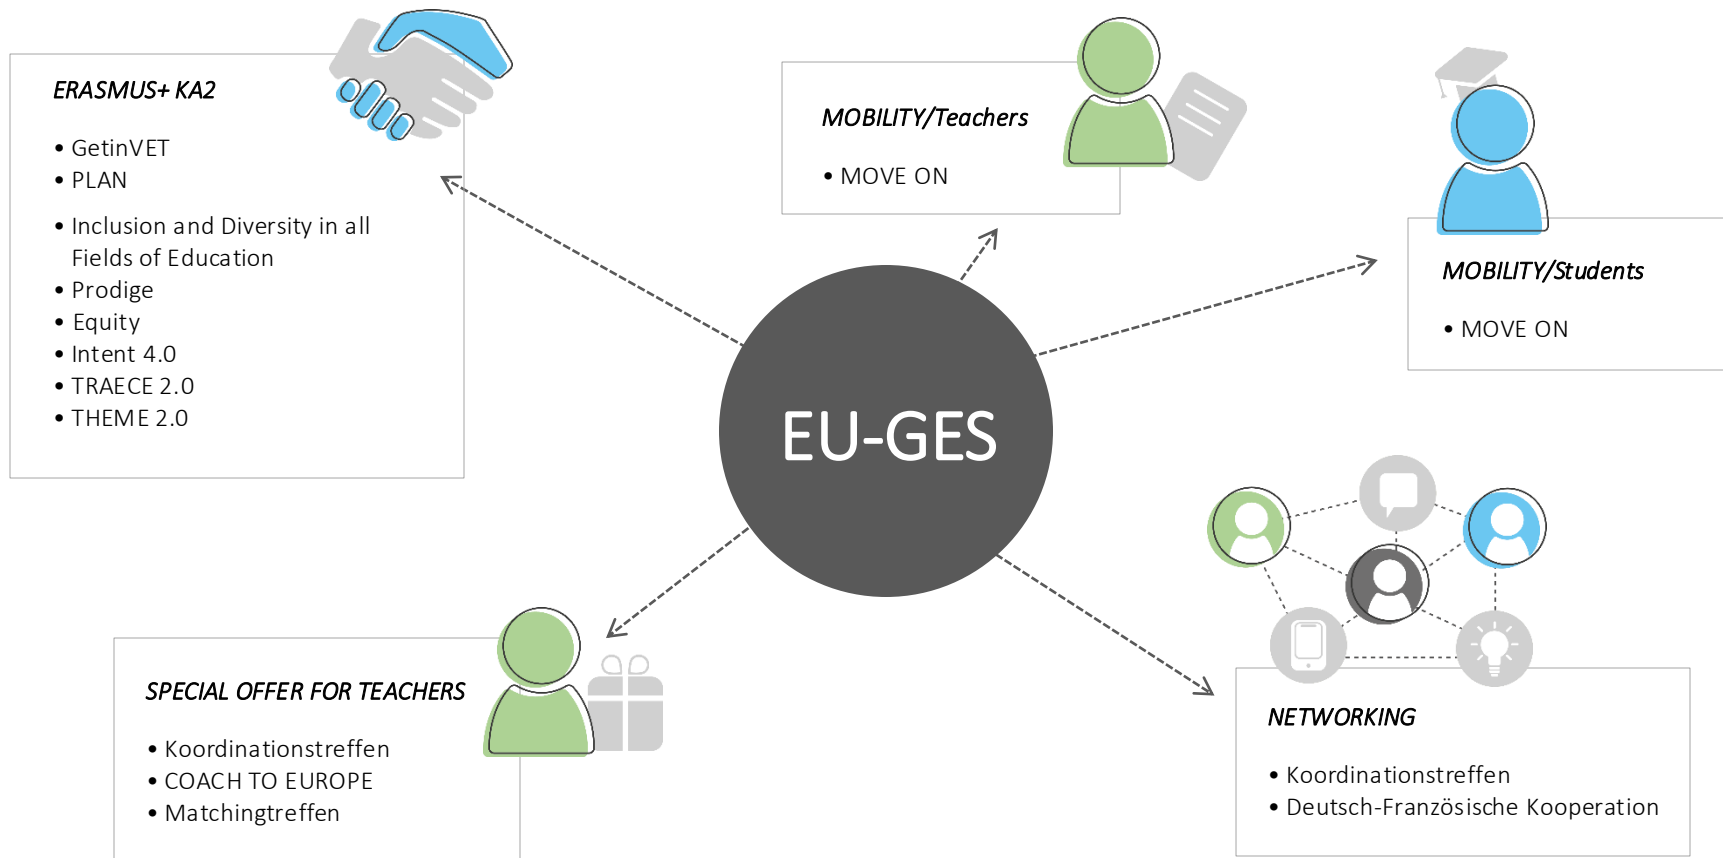 ERASMUS+ KA2
• GetinVET
• PLAN
• Inclusion and Diversity in all
Fields of Education
• Prodige
• Equity
• Intent 4.0
• TRAECE 2.0
• THEME 2.0
MOBILITY/Teachers
• MOVE ON
MOBILITY/Students
• MOVE ON
EU-GES
SPECIAL OFFER FOR TEACHERS
• Koordinationstreffen
• COACH TO EUROPE
• Matchingtreffen
NETWORKING
• Koordinationstreffen
• Deutsch-Französische Kooperation